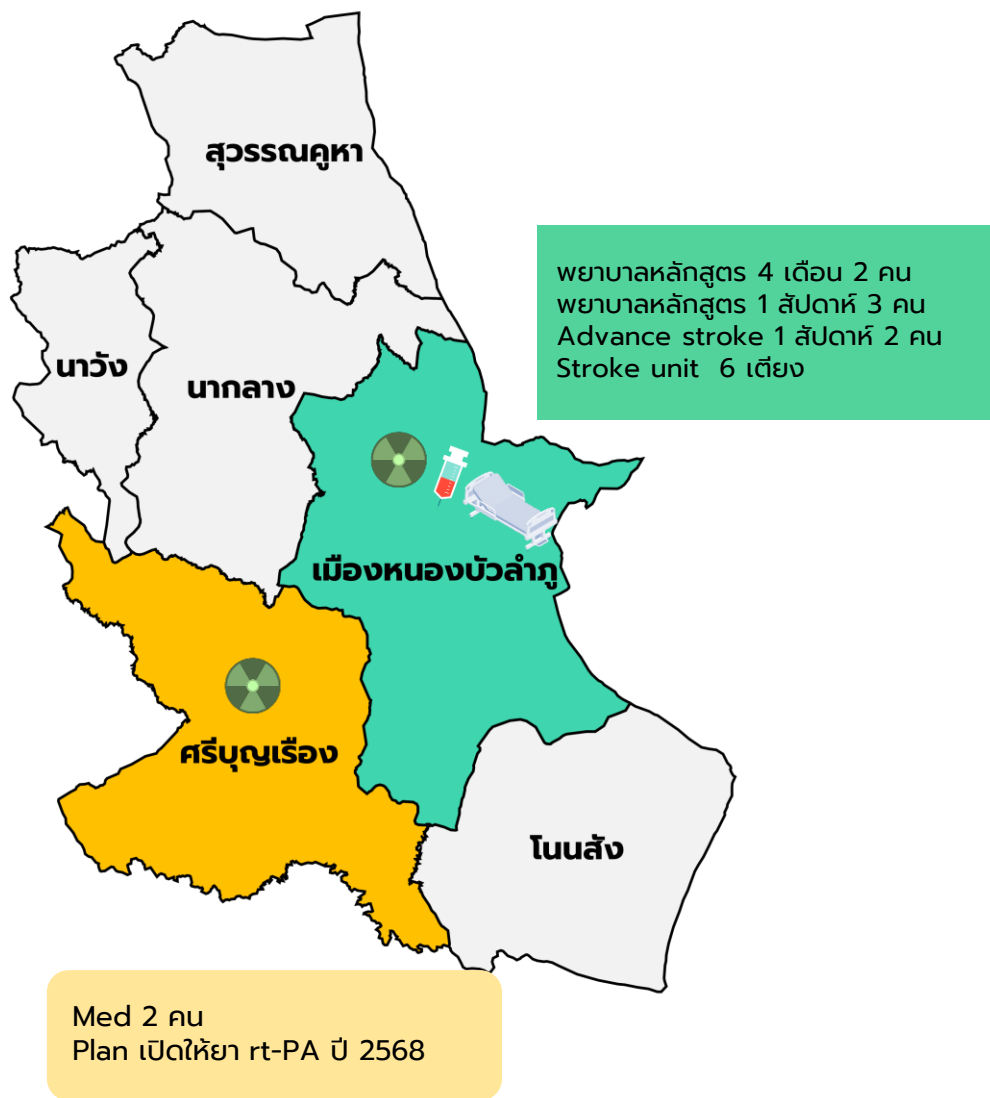 สุวรรณคูหา
พยาบาลหลักสูตร 4 เดือน 2 คน
พยาบาลหลักสูตร 1 สัปดาห์ 3 คน
Advance stroke 1 สัปดาห์ 2 คน
Stroke unit 6 เตียง
นาวัง
นากลาง
เมืองหนองบัวลำภู
ศรีบุญเรือง
โนนสัง
Med 2 คน
Plan เปิดให้ยา rt-PA ปี 2568